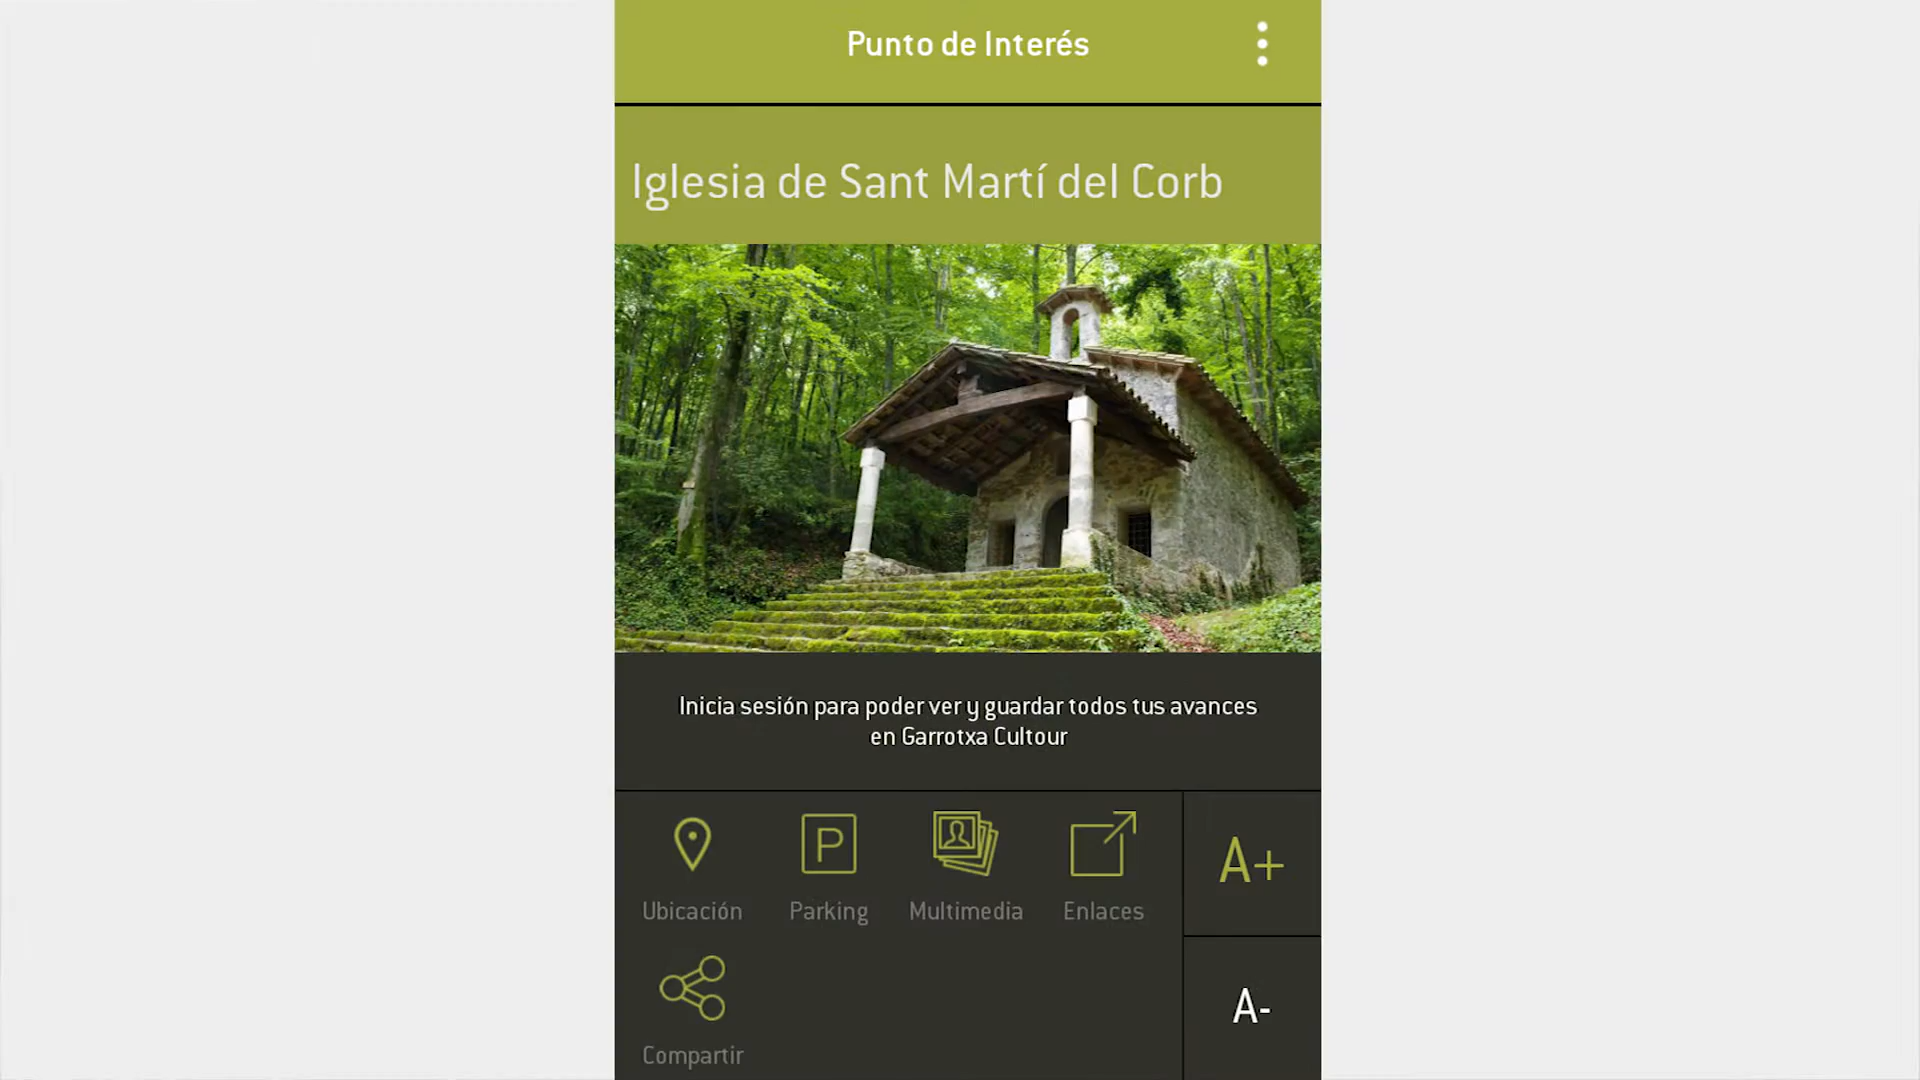 Punto de Interés
Iglesia de Sant Martí del Corb
Inicia sesión para poder ver y guardar todos tus avances
en Garrotxa Cultour
P
Ubicación
Parking
Multimedia
Enlaces
A+
A-
Compartir